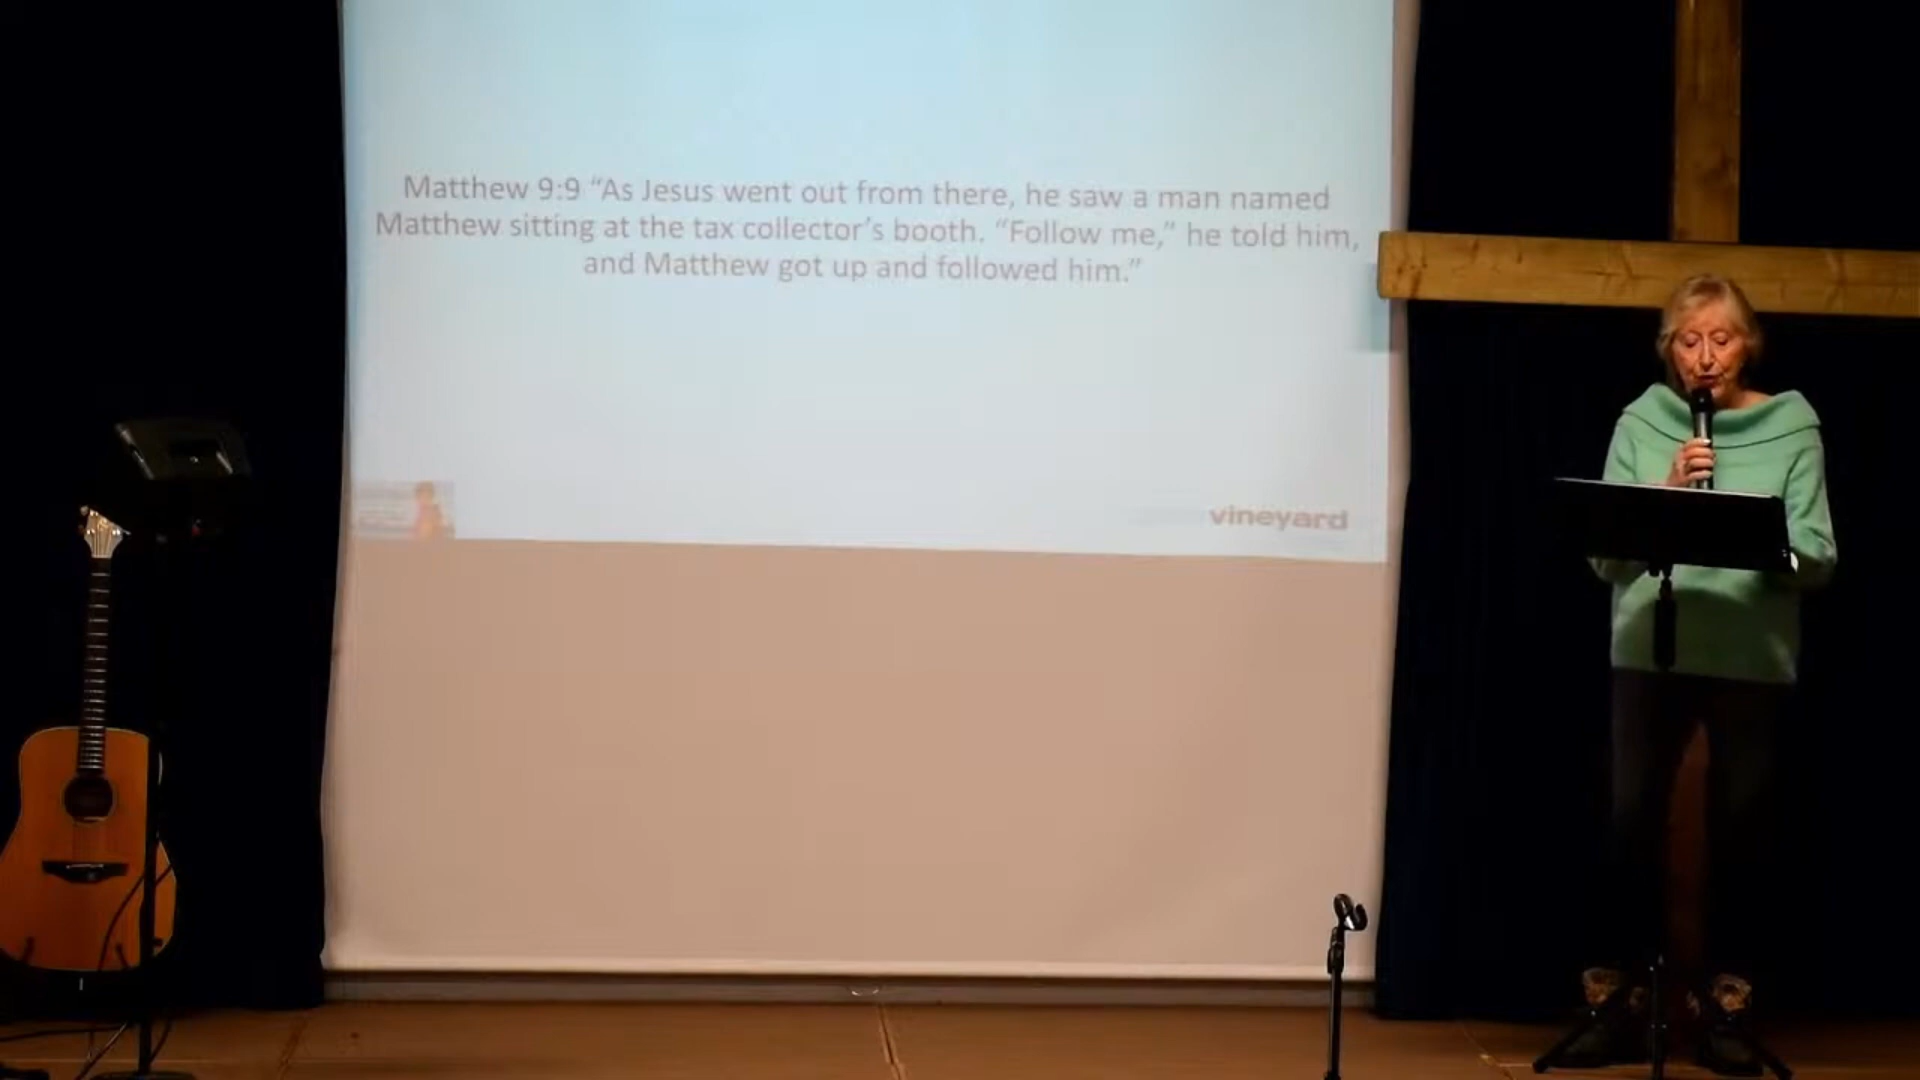 Matthew 9:9 “As Jesus went out from there, he saw a man named
Matthew sitting at the tax collector’s booth. “Follow me,” he told him,
and Matthew got up and followed him.”
vineyard